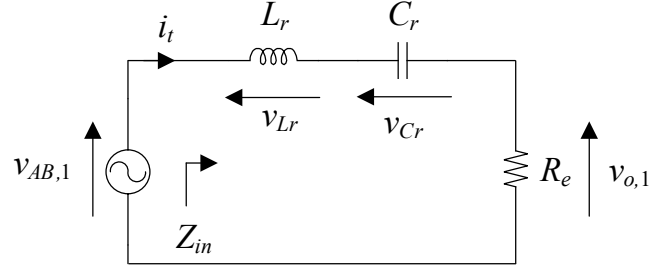 i_t L_r C_r
v_Lr v_Cr
v_AB,1 R_e v_o,1
Z_in